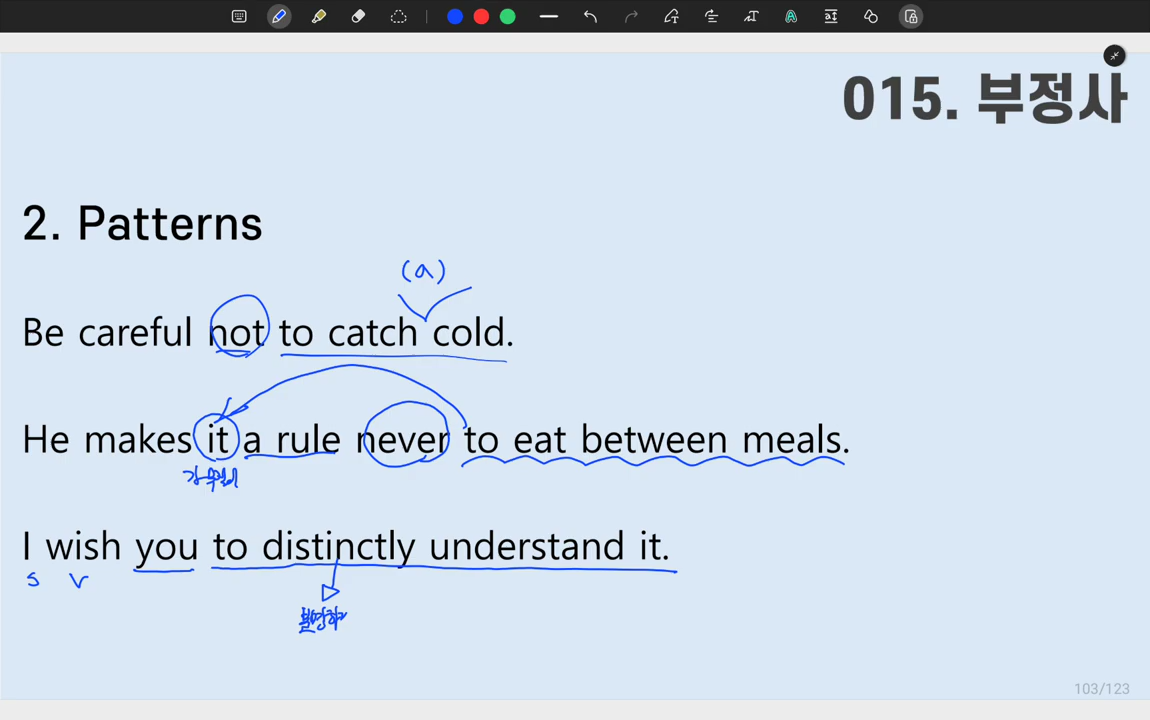 015. 부정사
2. Patterns
(a)
Be careful not to catch cold.
He makes it a rule never to eat between meals.
가목적어
I wish you to distinctly understand it.
S V
분명하게
103/123